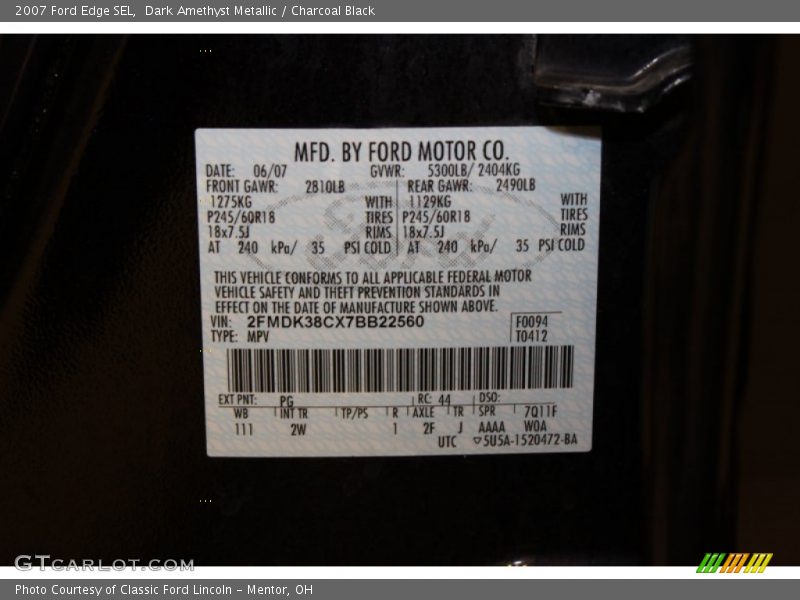 2007 Ford Edge SEL, Dark Amethyst Metallic / Charcoal Black
MFD. BY FORD MOTOR CO.
DATE: 06/07 GVWR: 5300LB/ 2404KG
FRONT GAWR: 2810LB REAR GAWR: 2490LB
1275KG WITH 1129KG WITH
P245/60R18 TIRES P245/60R18 TIRES
18x7.5J RIMS 18x7.5J RIMS
AT 240 kPa/ 35 PSI COLD AT 240 kPa/ 35 PSI COLD
THIS VEHICLE CONFORMS TO ALL APPLICABLE FEDERAL MOTOR
VEHICLE SAFETY AND THEFT PREVENTION STANDARDS IN
EFFECT ON THE DATE OF MANUFACTURE SHOWN ABOVE.
VIN: 2FMDK38CX7BB22560 F0094
TYPE: MPV T0412
EXT PNT: PG RC: 44 DSO:
WB INT TR TP/PS R AXLE TR SPR 7Q11F
111 2W 1 2F J AAAA W0A
UTC ▽5U5A-1520472-BA
GTCARLOT.COM
Photo Courtesy of Classic Ford Lincoln - Mentor, OH